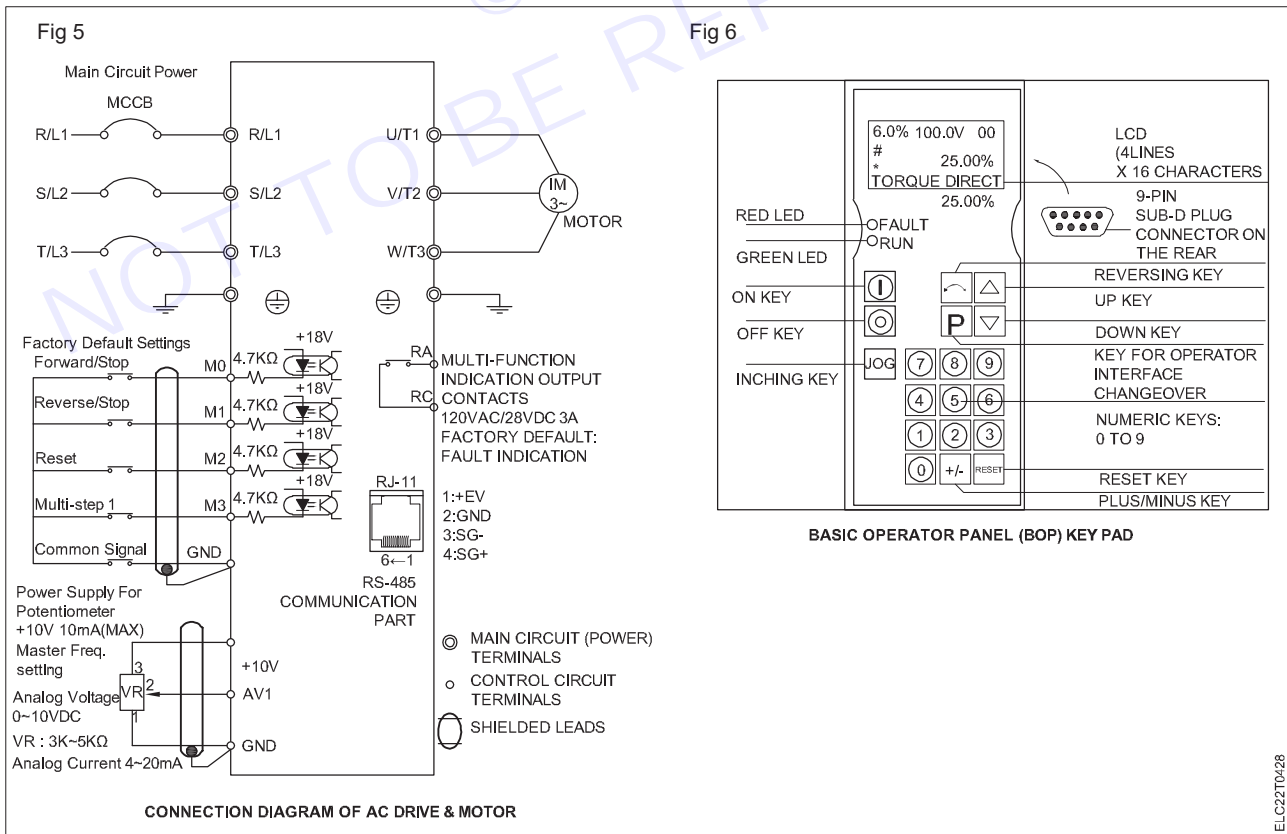 Fig 5
Main Circuit Power
MCCB
R/L1
R/L1
U/T1
S/L2
S/L2
V/T2
IM
3~
MOTOR
T/L3
T/L3
W/T3
Factory Default Settings
Forward/Stop
M0
4.7KΩ
+18V
Reverse/Stop
M1
4.7KΩ
+18V
Reset
M2
4.7KΩ
+18V
Multi-step 1
M3
4.7KΩ
+18V
Common Signal
GND
RA
RC
MULTI-FUNCTION
INDICATION OUTPUT
CONTACTS
120VAC/28VDC 3A
FACTORY DEFAULT:
FAULT INDICATION
RJ-11
6←1
1:+EV
2:GND
3:SG-
4:SG+
RS-485
COMMUNICATION
PART
Power Supply For
Potentiometer
+10V 10mA(MAX)
Master Freq.
setting
Analog Voltage
0~10VDC
VR : 3K~5KΩ
Analog Current 4~20mA
3
VR
2
1
+10V
AV1
GND
MAIN CIRCUIT (POWER)
TERMINALS
CONTROL CIRCUIT
TERMINALS
SHIELDED LEADS
CONNECTION DIAGRAM OF AC DRIVE & MOTOR
Fig 6
6.0% 100.0V 00
#
* 25.00%
TORQUE DIRECT
25.00%
LCD
(4LINES
X 16 CHARACTERS
9-PIN
SUB-D PLUG
CONNECTOR ON
THE REAR
RED LED
FAULT
RUN
GREEN LED
ON KEY
OFF KEY
INCHING KEY
JOG
P
REVERSING KEY
UP KEY
DOWN KEY
KEY FOR OPERATOR
INTERFACE
CHANGEOVER
NUMERIC KEYS:
0 TO 9
7 8 9
4 5 6
1 2 3
0 +/- RESET
RESET KEY
PLUS/MINUS KEY
BASIC OPERATOR PANEL (BOP) KEY PAD
ELC22T0428
NOT TO BE REP